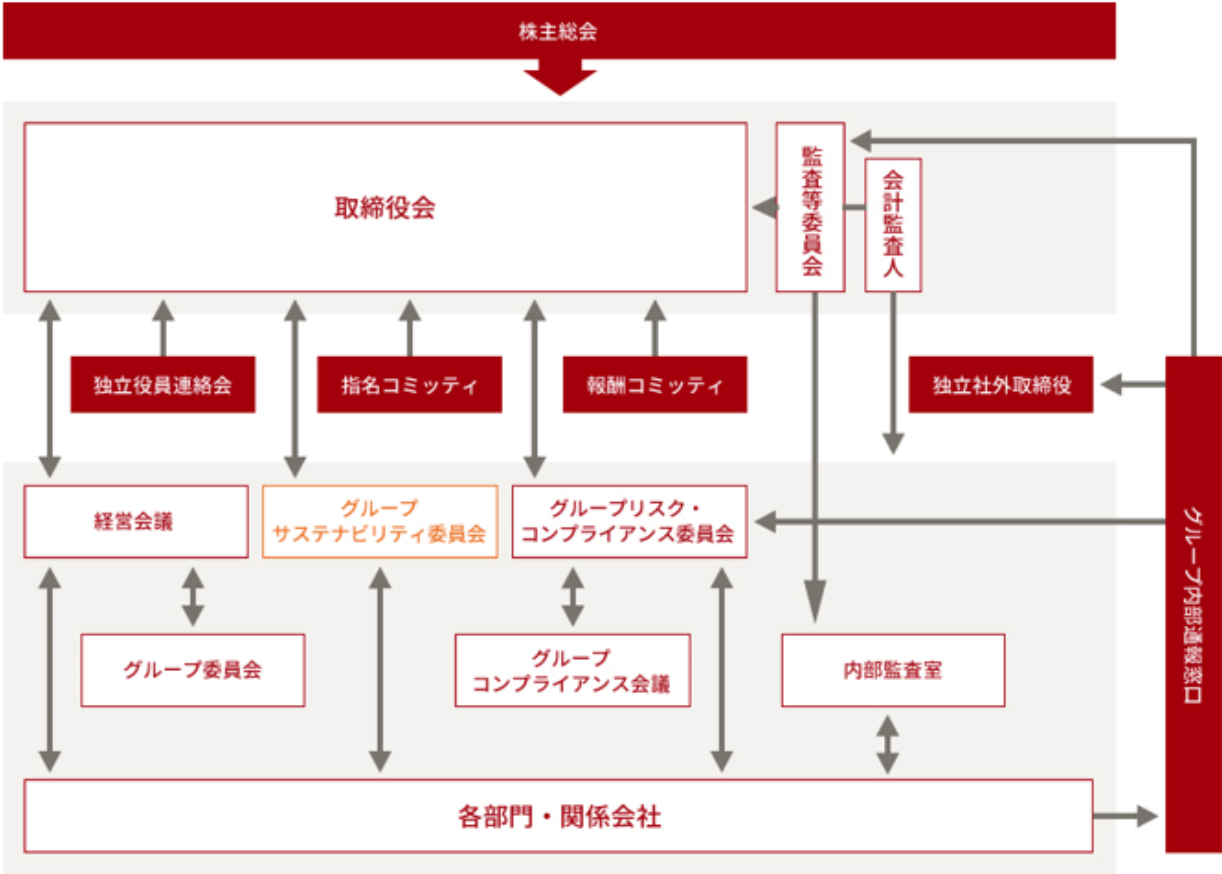 株主総会
取締役会
監査等委員会
会計監査人
独立役員連絡会
指名コミッティ
報酬コミッティ
独立社外取締役
経営会議
グループ
サステナビリティ委員会
グループリスク・
コンプライアンス委員会
グループ内部通報窓口
グループ委員会
グループ
コンプライアンス会議
内部監査室
各部門・関係会社